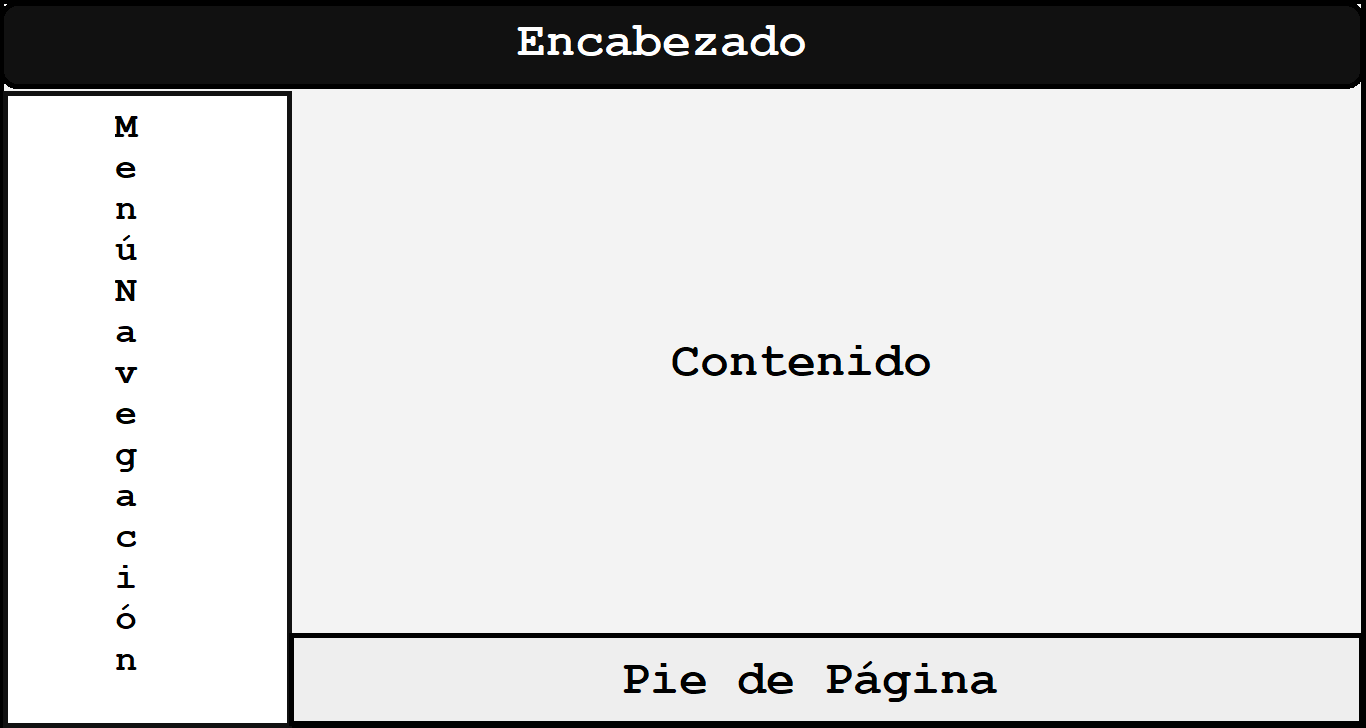 Encabezado
M
e
n
ú
N
a
v
e
g
a
c
i
ó
n
Contenido
Pie de Página